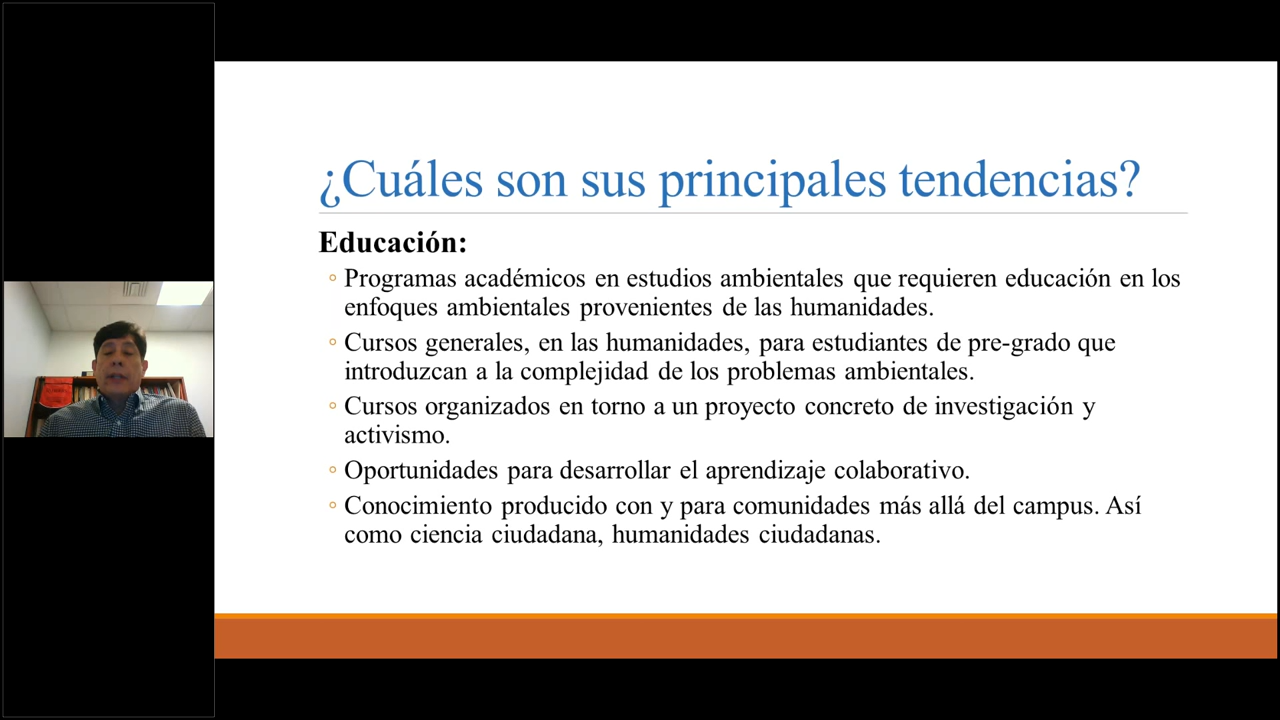 ¿Cuáles son sus principales tendencias?
Educación:
◦ Programas académicos en estudios ambientales que requieren educación en los
enfoques ambientales provenientes de las humanidades.
◦ Cursos generales, en las humanidades, para estudiantes de pre-grado que
introduzcan a la complejidad de los problemas ambientales.
◦ Cursos organizados en torno a un proyecto concreto de investigación y
activismo.
◦ Oportunidades para desarrollar el aprendizaje colaborativo.
◦ Conocimiento producido con y para comunidades más allá del campus. Así
como ciencia ciudadana, humanidades ciudadanas.